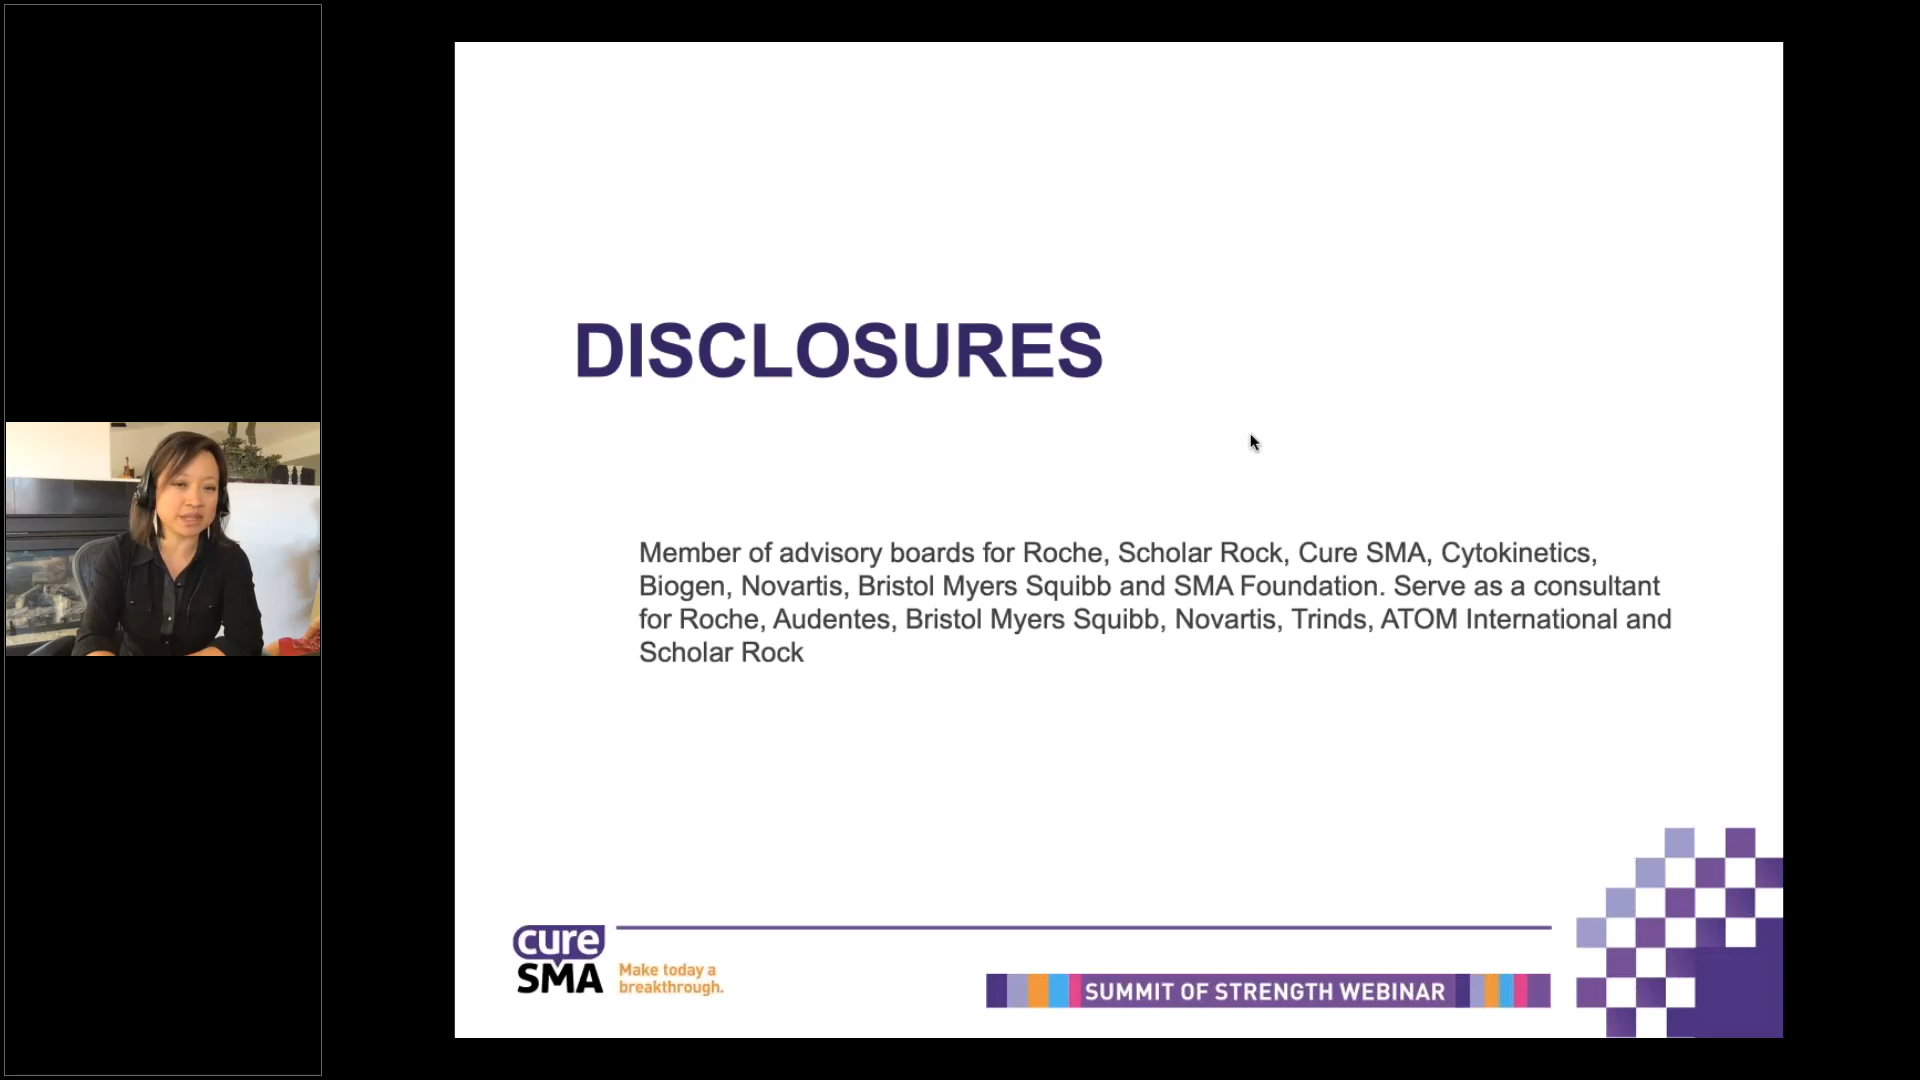 DISCLOSURES
Member of advisory boards for Roche, Scholar Rock, Cure SMA, Cytokinetics,
Biogen, Novartis, Bristol Myers Squibb and SMA Foundation. Serve as a consultant
for Roche, Audentes, Bristol Myers Squibb, Novartis, Trinds, ATOM International and
Scholar Rock
cure
SMA
Make today a
breakthrough.
SUMMIT OF STRENGTH WEBINAR